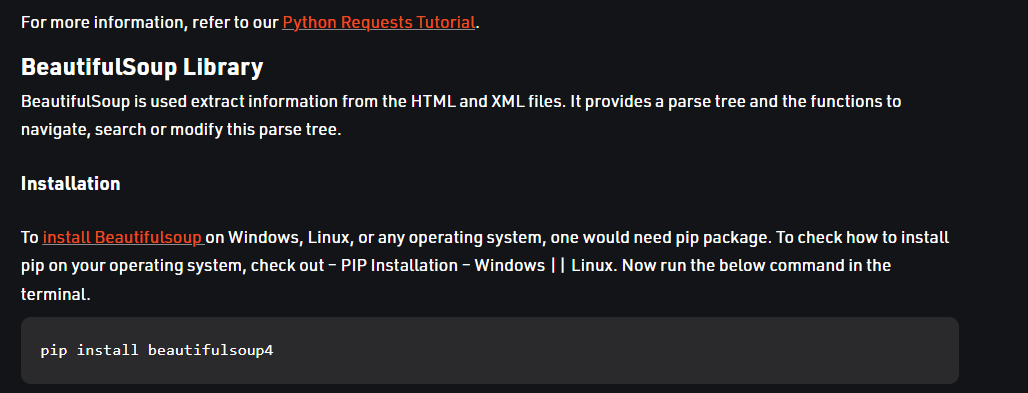 For more information, refer to our Python Requests Tutorial.
BeautifulSoup Library
BeautifulSoup is used extract information from the HTML and XML files. It provides a parse tree and the functions to
navigate, search or modify this parse tree.
Installation
To install Beautifulsoup on Windows, Linux, or any operating system, one would need pip package. To check how to install
pip on your operating system, check out – PIP Installation – Windows || Linux. Now run the below command in the
terminal.
pip install beautifulsoup4